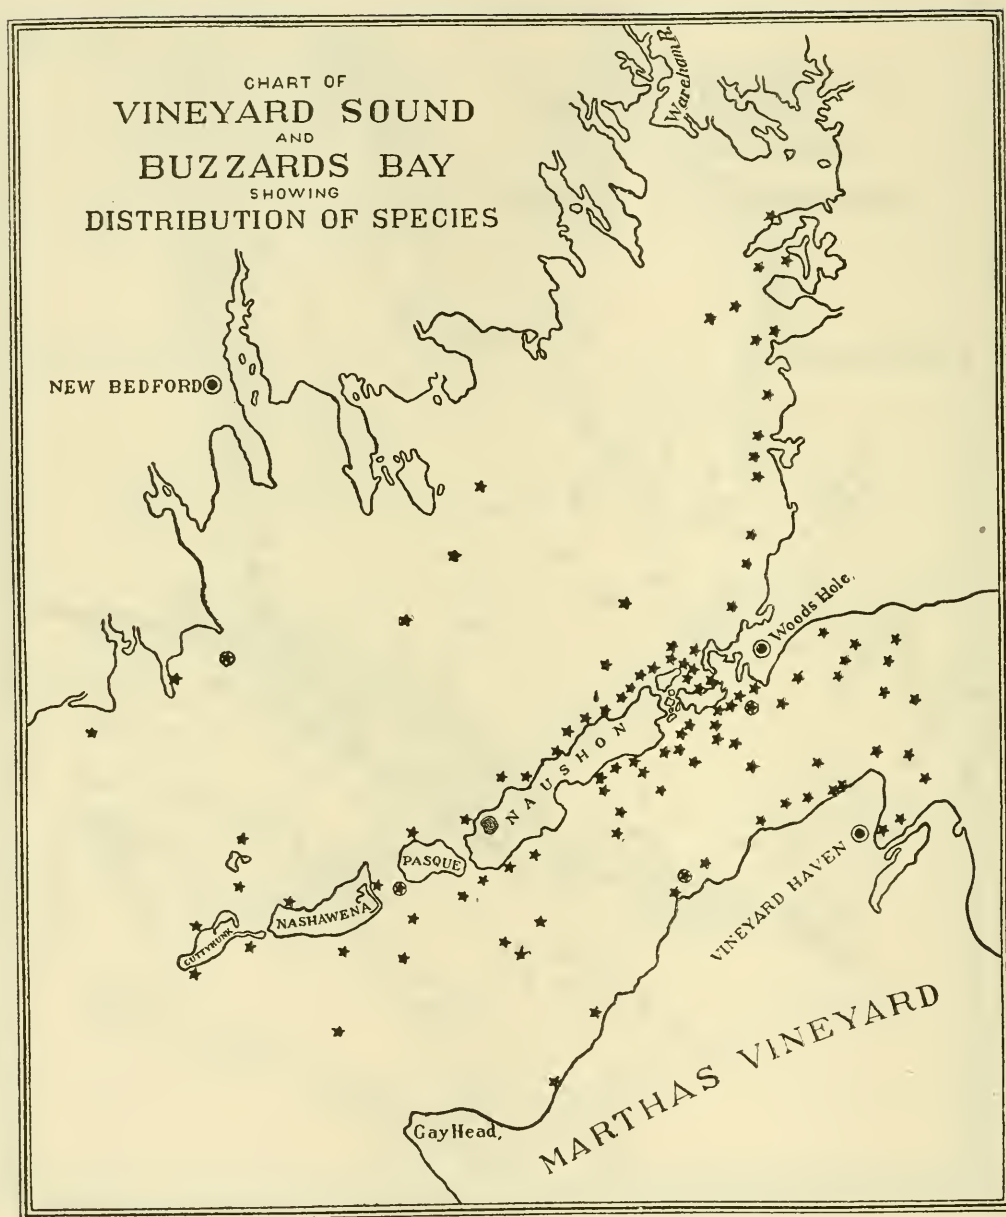 CHART OF
VINEYARD SOUND
AND
BUZZARDS BAY
SHOWING
DISTRIBUTION OF SPECIES
Wareham R.
NEW BEDFORD
Woods Hole.
NAUSHON
PASQUE
NASHAWENA
CUTTYHUNK
VINEYARD HAVEN
MARTHAS VINEYARD
Gay Head,